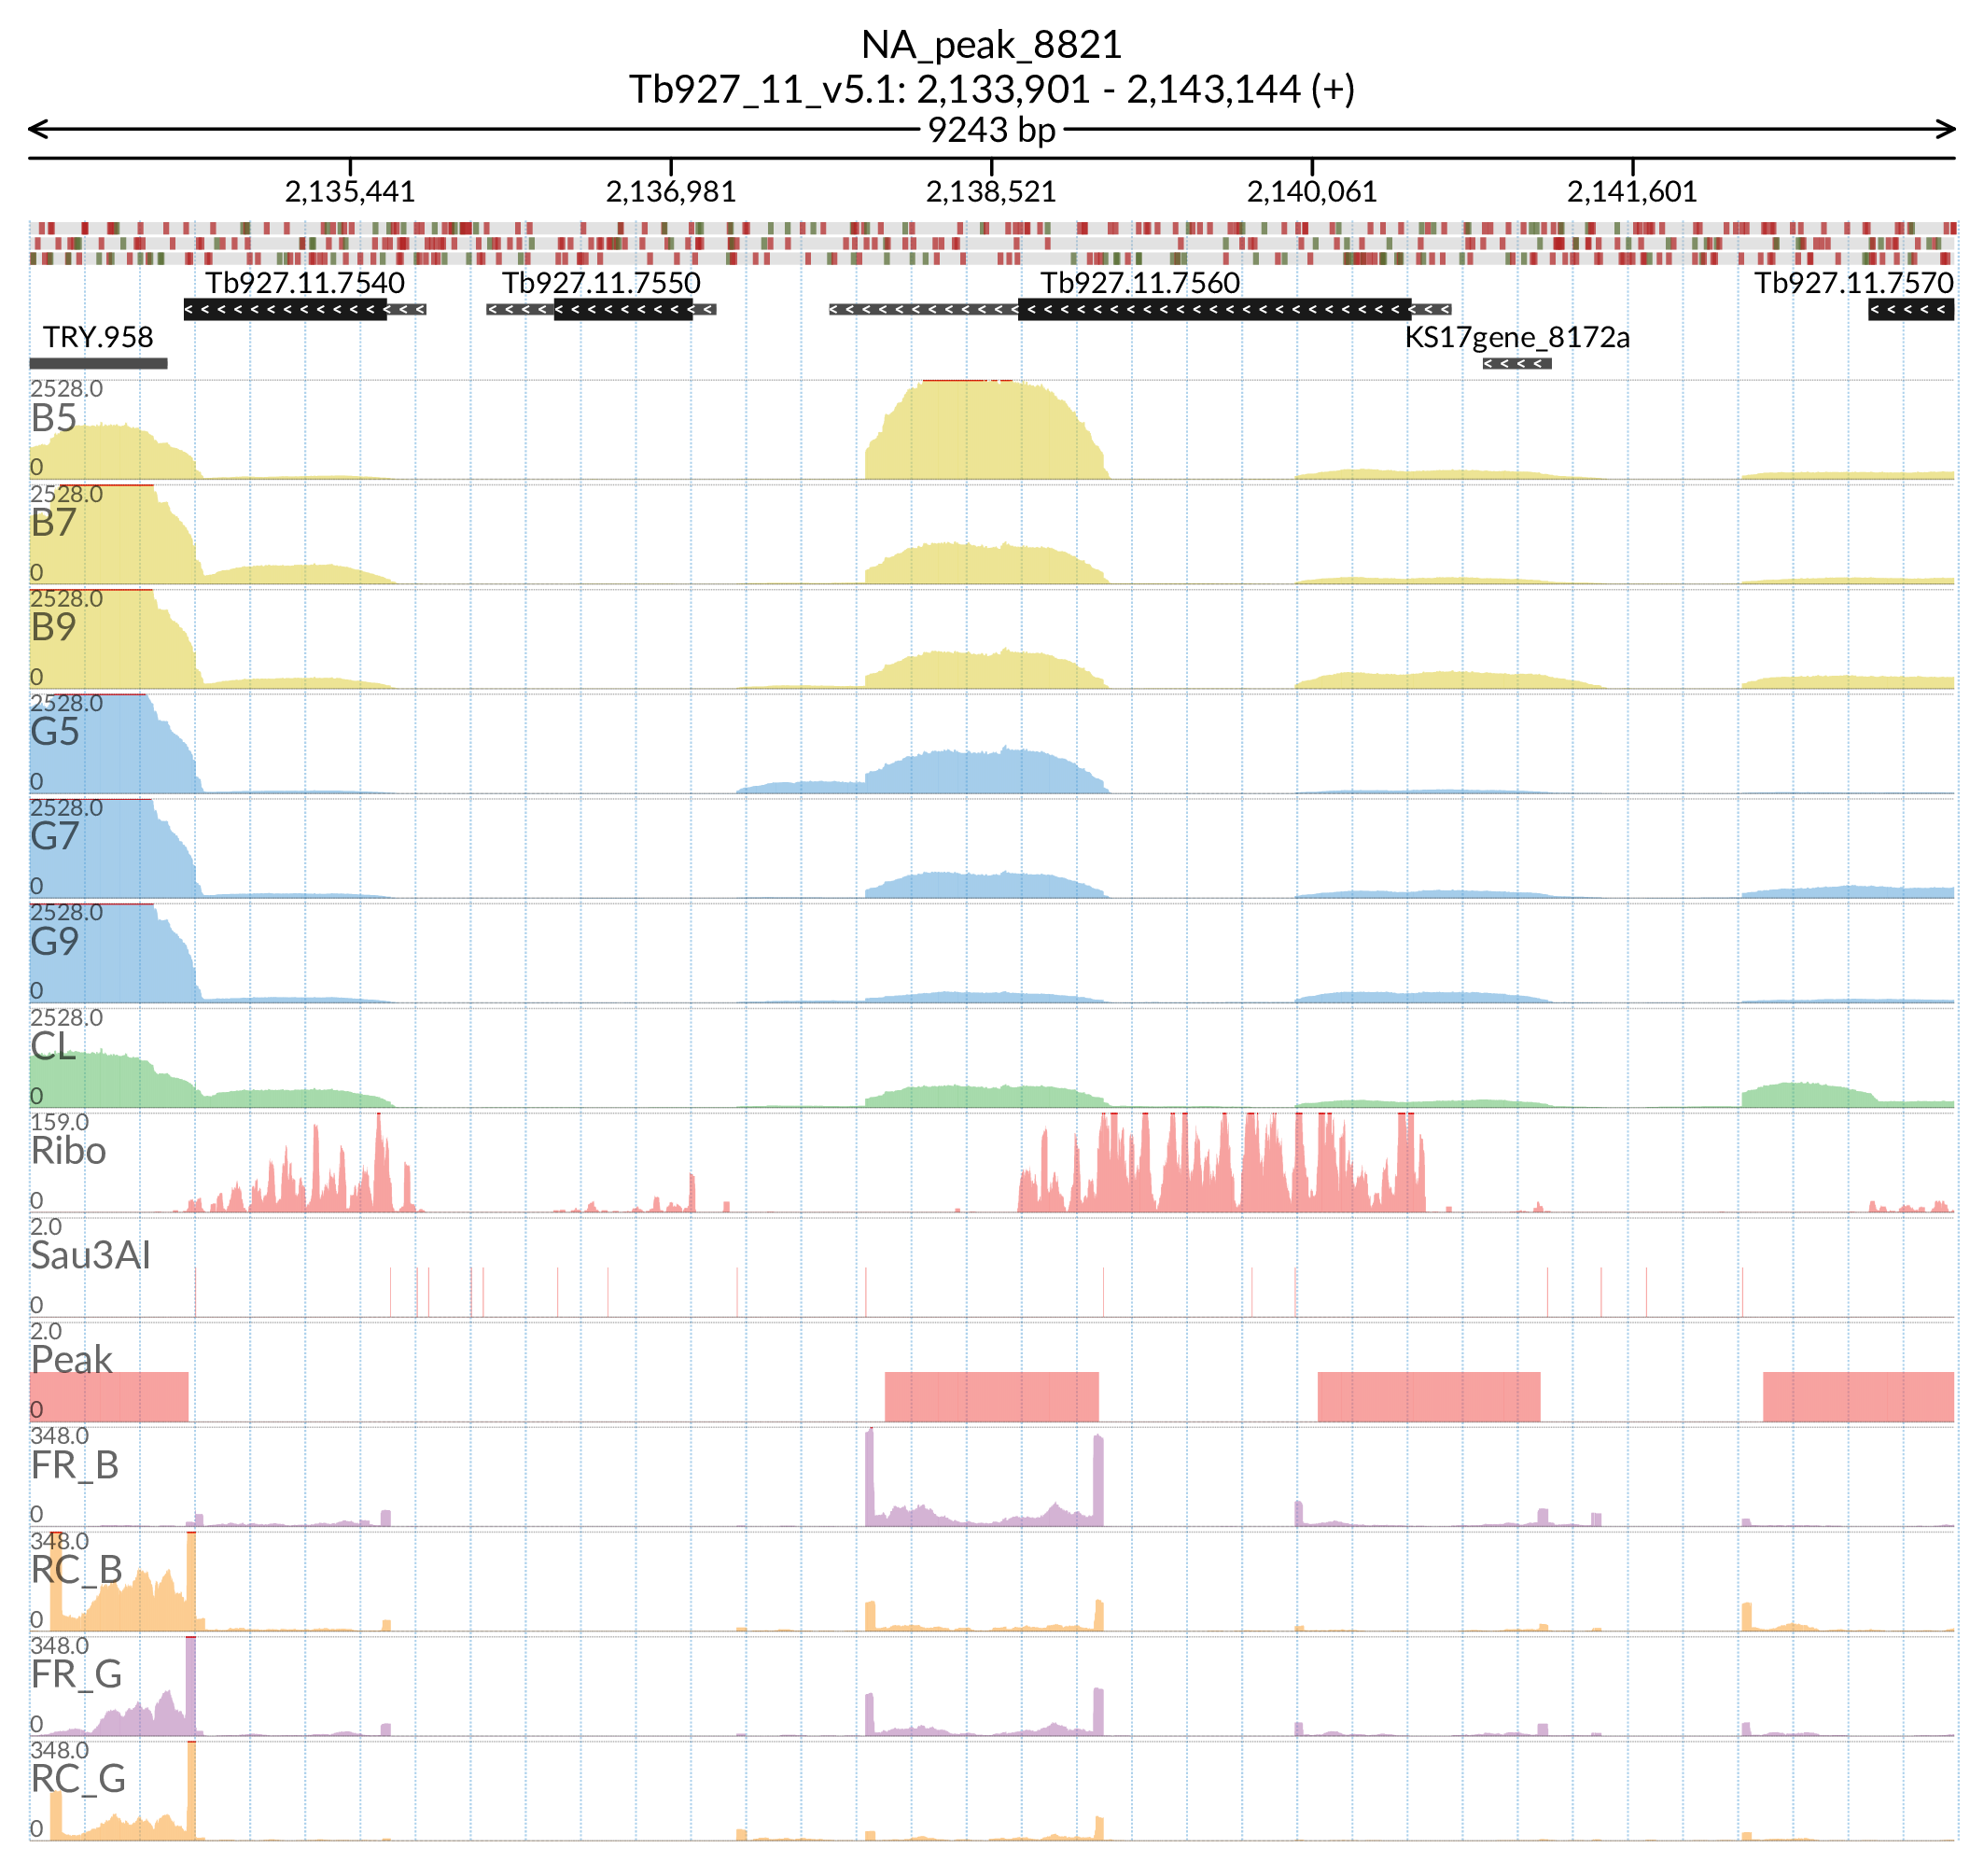 NA_peak_8821
Tb927_11_v5.1: 2,133,901 - 2,143,144 (+)
9243 bp
2,135,441 2,136,981 2,138,521 2,140,061 2,141,601
Tb927.11.7540 Tb927.11.7550 Tb927.11.7560 Tb927.11.7570
TRY.958 KS17gene_8172a
2528.0
B5
0
2528.0
B7
0
2528.0
B9
0
2528.0
G5
0
2528.0
G7
0
2528.0
G9
0
2528.0
CL
0
159.0
Ribo
0
2.0
Sau3AI
0
2.0
Peak
0
348.0
FR_B
0
348.0
RC_B
0
348.0
FR_G
0
348.0
RC_G
0